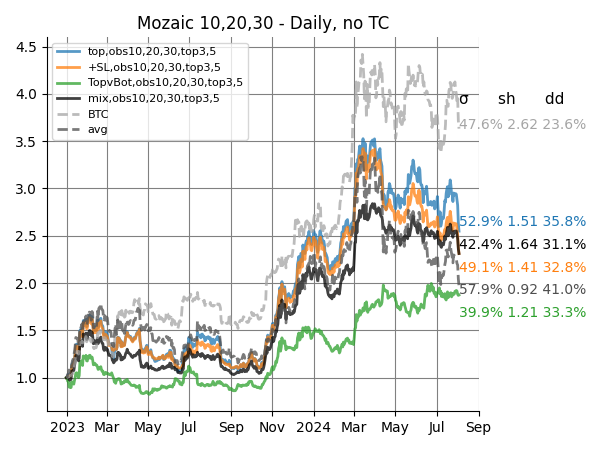 Mozaic 10,20,30 - Daily, no TC
4.5
4.0
3.5
3.0
2.5
2.0
1.5
1.0
top,obs10,20,30,top3,5
+SL,obs10,20,30,top3,5
TopvBot,obs10,20,30,top3,5
mix,obs10,20,30,top3,5
BTC
avg
σ sh dd
47.6% 2.62 23.6%
52.9% 1.51 35.8%
42.4% 1.64 31.1%
49.1% 1.41 32.8%
57.9% 0.92 41.0%
39.9% 1.21 33.3%
2023 Mar May Jul Sep Nov 2024 Mar May Jul Sep